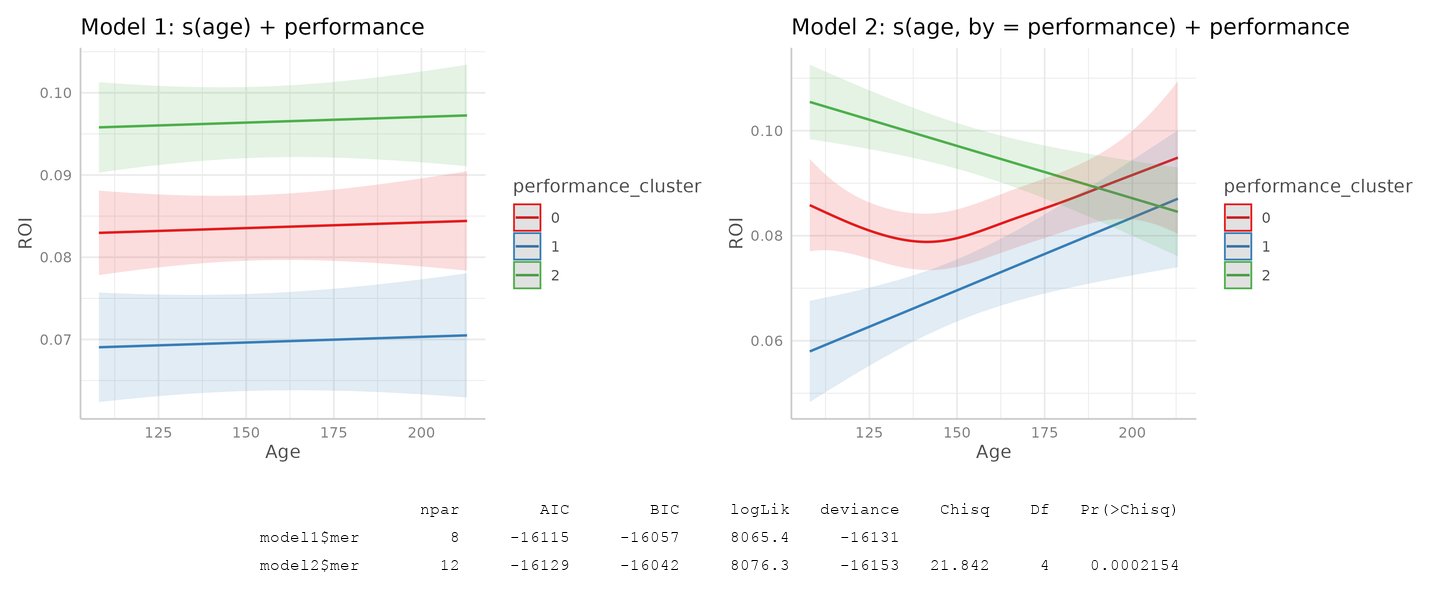 Model 1: s(age) + performance
0.10
0.09
0.08
0.07
ROI
125 150 175 200
Age
performance_cluster
0
1
2
Model 2: s(age, by = performance) + performance
0.10
0.08
0.06
ROI
125 150 175 200
Age
performance_cluster
0
1
2
npar AIC BIC logLik deviance Chisq Df Pr(>Chisq)
model1$mer 8 -16115 -16057 8065.4 -16131
model2$mer 12 -16129 -16042 8076.3 -16153 21.842 4 0.0002154